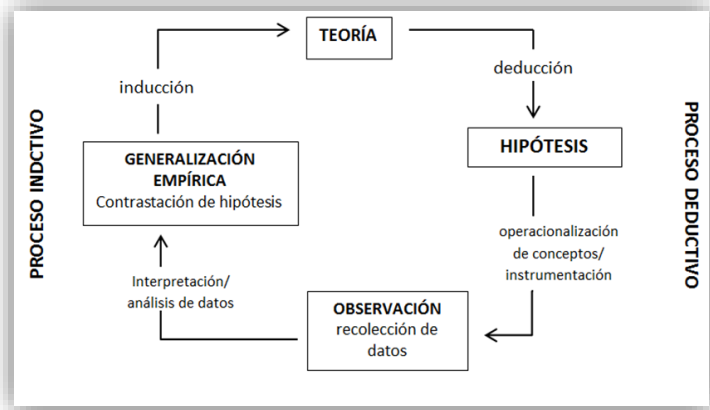 TEORÍA
inducción
deducción
PROCESO INDCTIVO
GENERALIZACIÓN
EMPÍRICA
Contrastación de hipótesis
HIPÓTESIS
PROCESO DEDUCTIVO
operacionalización
de conceptos/
instrumentación
Interpretación/
análisis de datos
OBSERVACIÓN
recolección de
datos